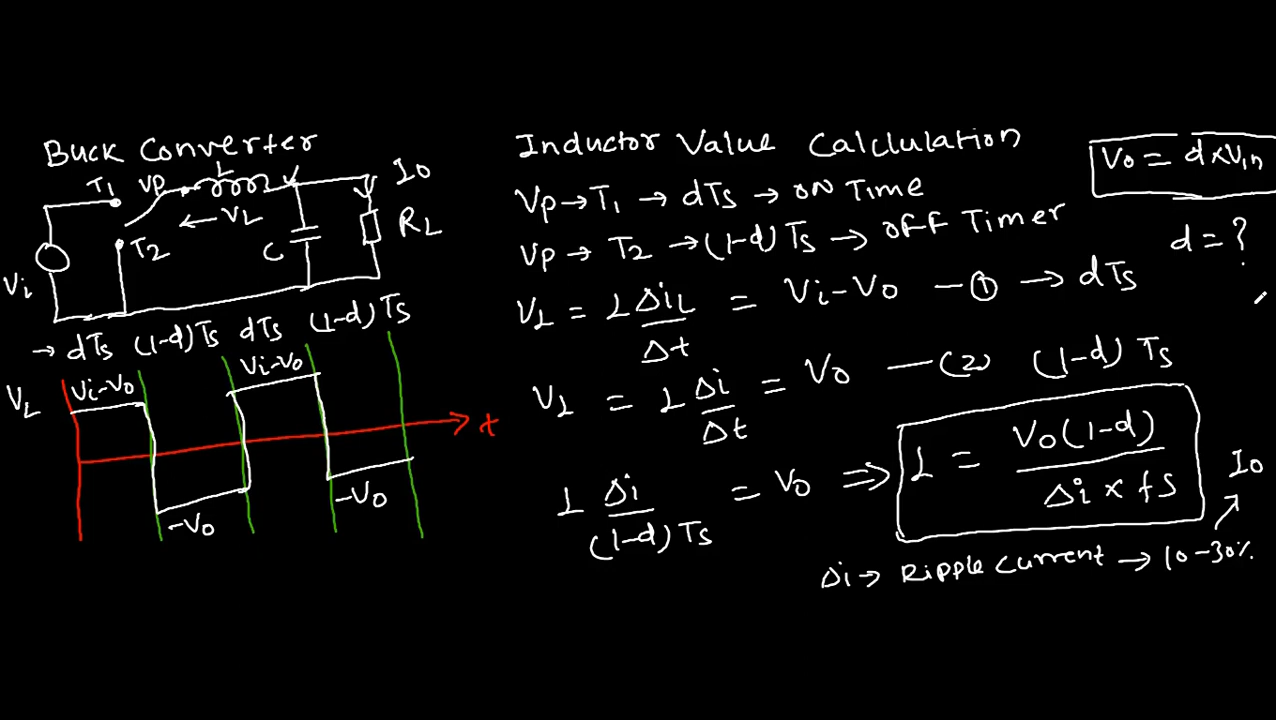 Buck Converter
T1 Vp L Io
← VL
T2 C RL
Vi
→ dTs (1-d)Ts dTs (1-d)Ts
VL Vi-Vo Vi-Vo
t
-Vo -Vo
Inductor Value Calclulation
Vo = d×Vin
Vp → T1 → dTs → ON Time
Vp → T2 → (1-d)Ts → OFF Timer
d = ?
VL = L ΔiL/Δt = Vi-Vo - ① → dTs
VL = L Δi/Δt = Vo - (2) (1-d) Ts
L Δi/(1-d)Ts = Vo ⇒ L = Vo(1-d)/Δi × fs
Io
Δi → Ripple current → 10-30%